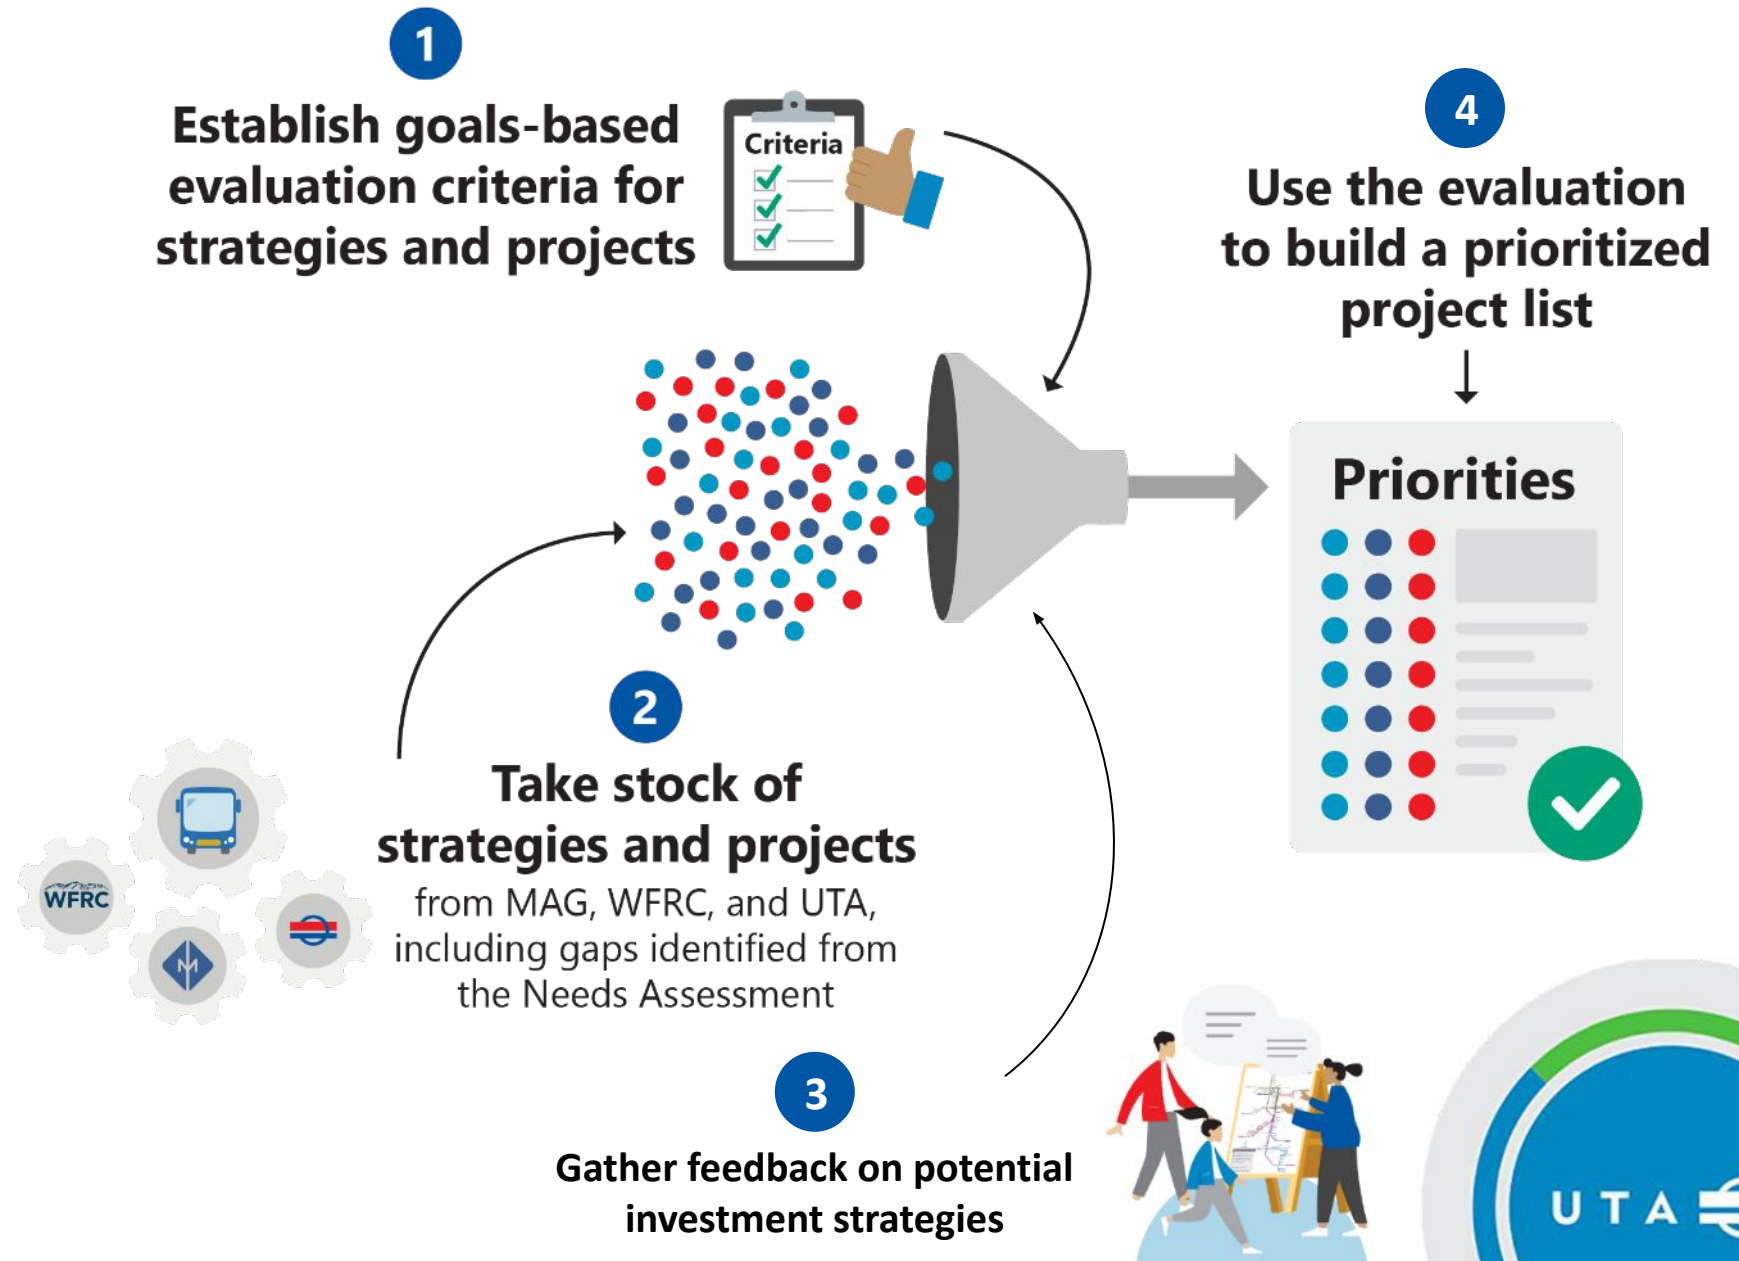 1
Establish goals-based
evaluation criteria for
strategies and projects
Criteria
4
Use the evaluation
to build a prioritized
project list
Priorities
2
Take stock of
strategies and projects
from MAG, WFRC, and UTA,
including gaps identified from
the Needs Assessment
WFRC
M
3
Gather feedback on potential
investment strategies
UTA